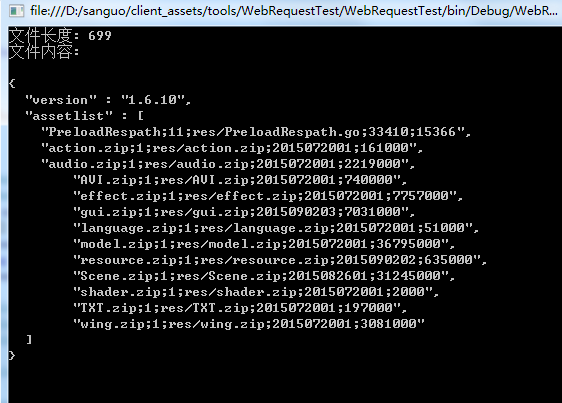 file:///D:/sanguo/client_assets/tools/WebRequestTest/WebRequestTest/bin/Debug/WebR...
文件长度: 699
文件内容:
{
"version" : "1.6.10",
"assetlist" : [
"PreloadRespath;11;res/PreloadRespath.go;33410;15366",
"action.zip;1;res/action.zip;2015072001;161000",
"audio.zip;1;res/audio.zip;2015072001;2219000",
"AVI.zip;1;res/AVI.zip;2015072001;740000",
"effect.zip;1;res/effect.zip;2015072001;7757000",
"gui.zip;1;res/gui.zip;2015090203;7031000",
"language.zip;1;res/language.zip;2015072001;51000",
"model.zip;1;res/model.zip;2015072001;36795000",
"resource.zip;1;res/resource.zip;2015090202;635000",
"Scene.zip;1;res/Scene.zip;2015082601;31245000",
"shader.zip;1;res/shader.zip;2015072001;2000",
"TXT.zip;1;res/TXT.zip;2015072001;197000",
"wing.zip;1;res/wing.zip;2015072001;3081000"
]
}